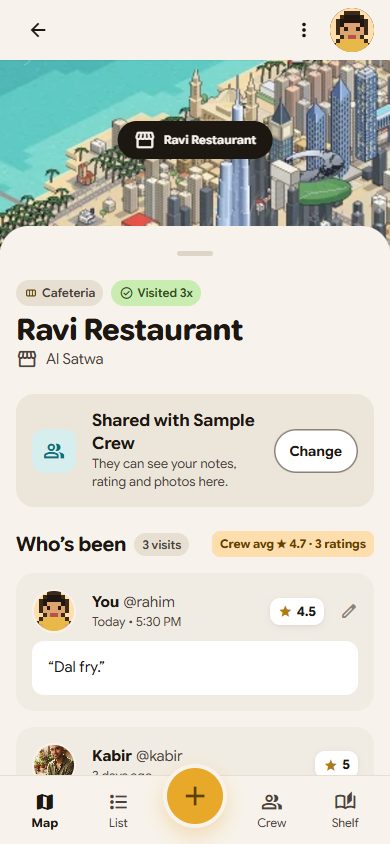 Ravi Restaurant
Cafeteria
Visited 3x
Ravi Restaurant
Al Satwa
Shared with Sample
Crew
They can see your notes,
rating and photos here.
Change
Who's been
3 visits
Crew avg ★ 4.7 · 3 ratings
You @rahim
Today • 5:30 PM
4.5
“Dal fry.”
Kabir @kabir
5
Map
List
Crew
Shelf